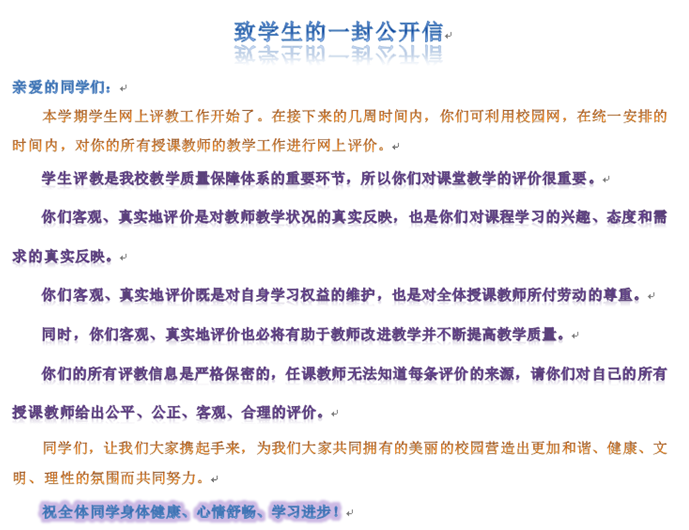 致学生的一封公开信
亲爱的同学们：
本学期学生网上评教工作开始了。在接下来的几周时间内，你们可利用校园网，在统一安排的
时间内，对你的所有授课教师的教学工作进行网上评价。
学生评教是我校教学质量保障体系的重要环节，所以你们对课堂教学的评价很重要。
你们客观、真实地评价是对教师教学状况的真实反映，也是你们对课程学习的兴趣、态度和需
求的真实反映。
你们客观、真实地评价既是对自身学习权益的维护，也是对全体授课教师所付劳动的尊重。
同时，你们客观、真实地评价也必将有助于教师改进教学并不断提高教学质量。
你们的所有评教信息是严格保密的，任课教师无法知道每条评价的来源，请你们对自己的所有
授课教师给出公平、公正、客观、合理的评价。
同学们，让我们大家携起手来，为我们大家共同拥有的美丽的校园营造出更加和谐、健康、文
明、理性的氛围而共同努力。
祝全体同学身体健康、心情舒畅、学习进步！